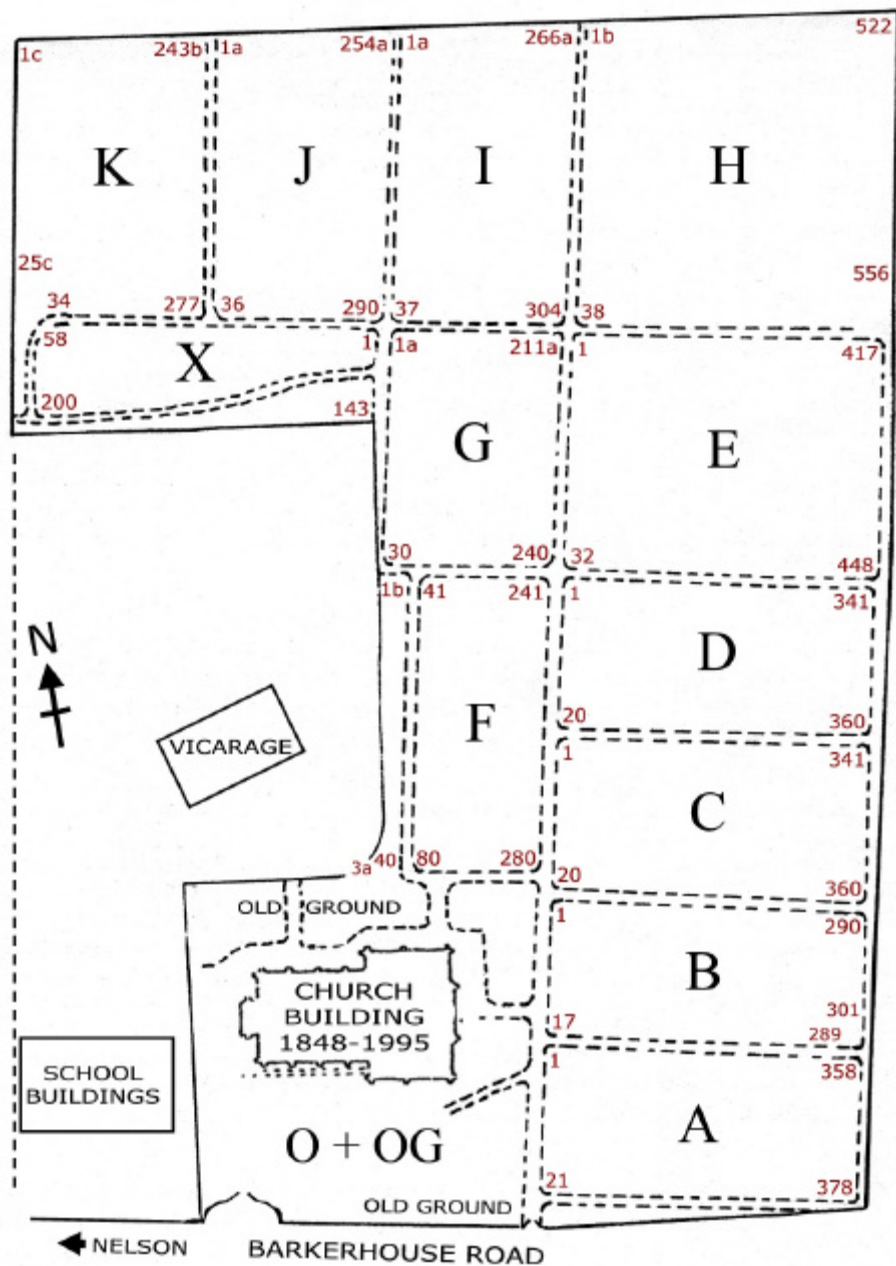 1c 243b 1a 254a 1a 266a 1b 522
K J I H
25c 556
34 277 36 290 37 304 38
58 1 1a 211a 1 417
X
200 143
G E
30 240 32 448
1b 41 241 1 341
N
D
F
20 360
VICARAGE
1 341
C
3a 40 80 280 20 360
OLD GROUND
1 290
B
CHURCH
BUILDING
1848-1995
301
17 289
1 358
SCHOOL
BUILDINGS
A
O + OG
21 378
OLD GROUND
NELSON BARKERHOUSE ROAD